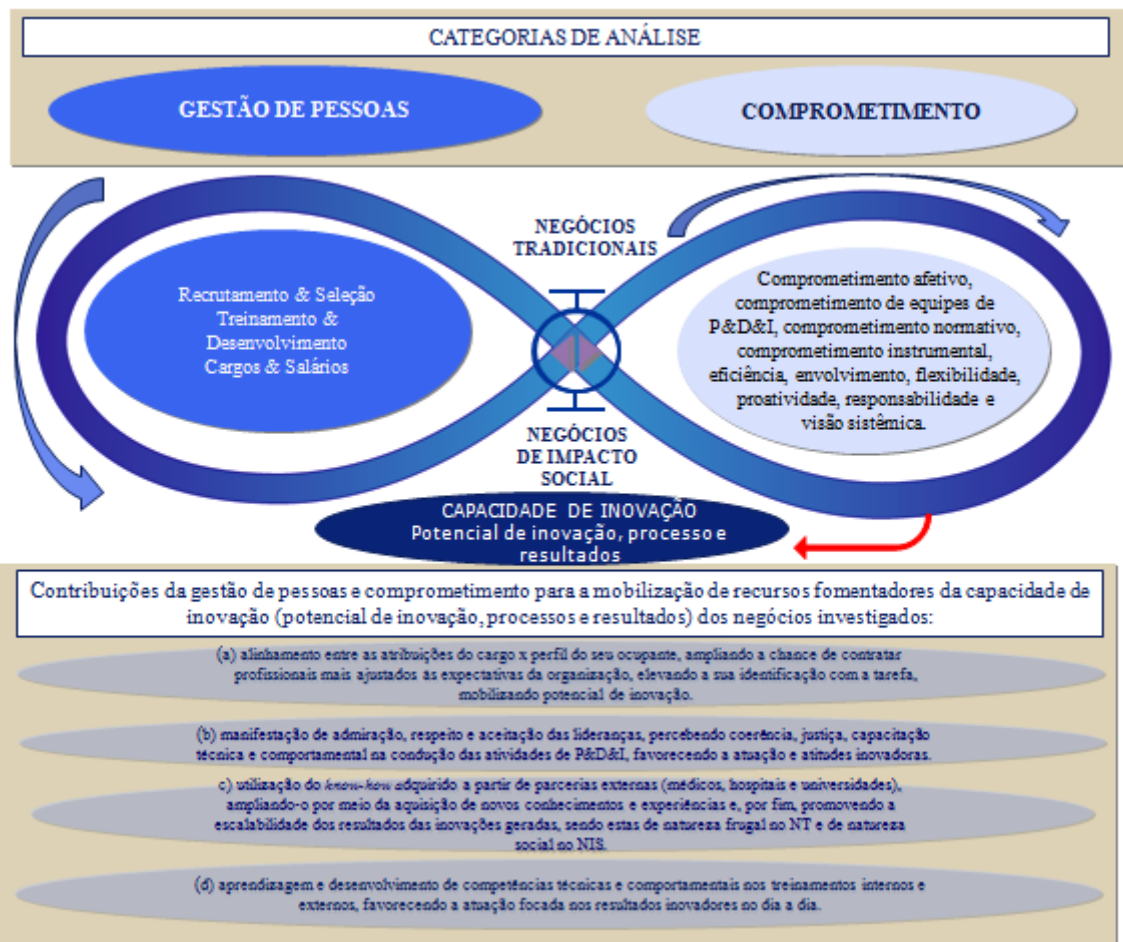 CATEGORIAS DE ANÁLISE
GESTÃO DE PESSOAS
COMPROMETIMENTO
NEGÓCIOS
TRADICIONAIS
Recrutamento & Seleção
Treinamento &
Desenvolvimento
Cargos & Salários
Comprometimento afetivo,
comprometimento de equipes de
P&D&I, comprometimento normativo,
comprometimento instrumental,
eficiência, envolvimento, flexibilidade,
proatividade, responsabilidade e
visão sistêmica.
NEGÓCIOS
DE IMPACTO
SOCIAL
CAPACIDADE DE INOVAÇÃO
Potencial de inovação, processo e
resultados
Contribuições da gestão de pessoas e comprometimento para a mobilização de recursos fomentadores da capacidade de
inovação (potencial de inovação, processos e resultados) dos negócios investigados:
(a) alinhamento entre as atribuições do cargo x perfil do seu ocupante, ampliando a chance de contratar
profissionais mais ajustados às expectativas da organização, elevando a sua identificação com a tarefa,
mobilizando potencial de inovação.
(b) manifestação de admiração, respeito e aceitação das lideranças, percebendo coerência, justiça, capacitação
técnica e comportamental na condução das atividades de P&D&I, favorecendo a atuação e atitudes inovadoras.
c) utilização do know-how adquirido a partir de parcerias externas (médicos, hospitais e universidades),
ampliando-o por meio da aquisição de novos conhecimentos e experiências e, por fim, promovendo a
escalabilidade dos resultados das inovações geradas, sendo estas de natureza frugal no NT e de natureza
social no NIS.
(d) aprendizagem e desenvolvimento de competências técnicas e comportamentais nos treinamentos internos e
externos, favorecendo a atuação focada nos resultados inovadores no dia a dia.